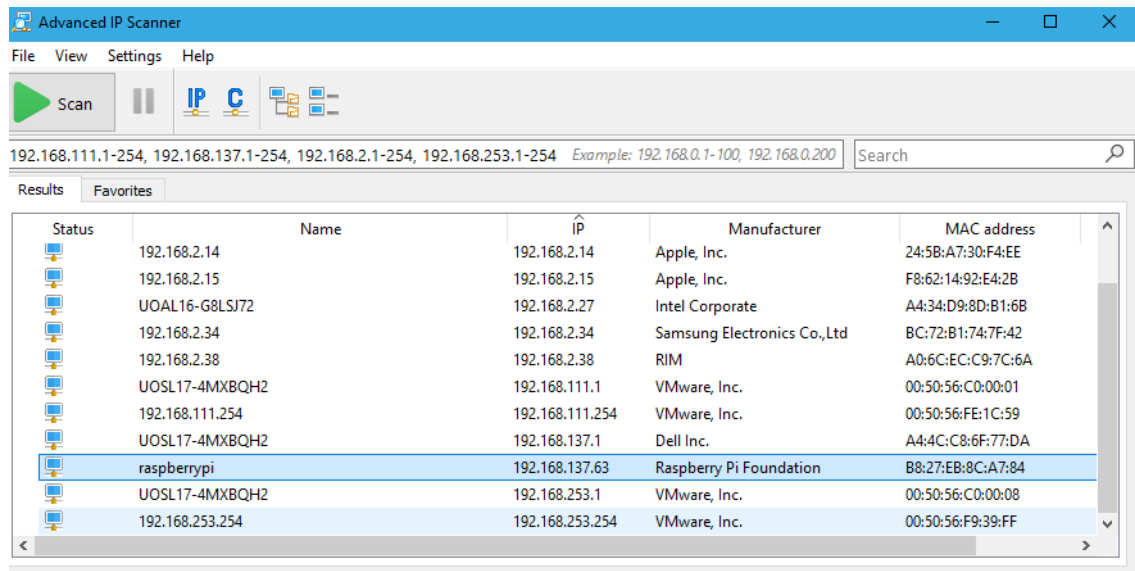 Advanced IP Scanner
File View Settings Help
Scan IP C
192.168.111.1-254, 192.168.137.1-254, 192.168.2.1-254, 192.168.253.1-254 Example: 192.168.0.1-100, 192.168.0.200 Search
Results Favorites
Status Name IP Manufacturer MAC address
192.168.2.14 192.168.2.14 Apple, Inc. 24:5B:A7:30:F4:EE
192.168.2.15 192.168.2.15 Apple, Inc. F8:62:14:92:E4:2B
UOAL16-G8LSJ72 192.168.2.27 Intel Corporate A4:34:D9:8D:B1:6B
192.168.2.34 192.168.2.34 Samsung Electronics Co.,Ltd BC:72:B1:74:7F:42
192.168.2.38 192.168.2.38 RIM A0:6C:EC:C9:7C:6A
UOSL17-4MXBQH2 192.168.111.1 VMware, Inc. 00:50:56:C0:00:01
192.168.111.254 192.168.111.254 VMware, Inc. 00:50:56:FE:1C:59
UOSL17-4MXBQH2 192.168.137.1 Dell Inc. A4:4C:C8:6F:77:DA
raspberrypi 192.168.137.63 Raspberry Pi Foundation B8:27:EB:8C:A7:84
UOSL17-4MXBQH2 192.168.253.1 VMware, Inc. 00:50:56:C0:00:08
192.168.253.254 192.168.253.254 VMware, Inc. 00:50:56:F9:39:FF